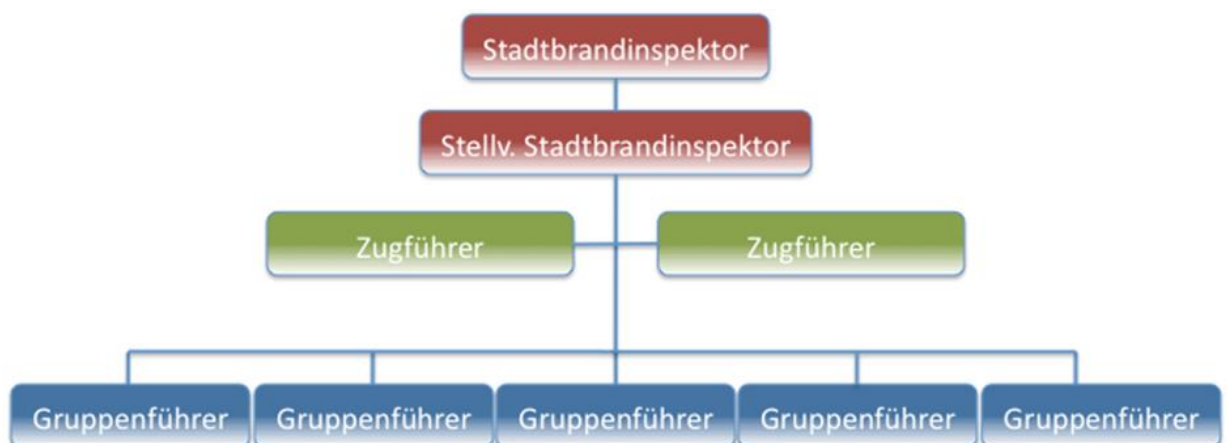 Stadtbrandinspektor
Stellv. Stadtbrandinspektor
Zugführer
Zugführer
Gruppenführer
Gruppenführer
Gruppenführer
Gruppenführer
Gruppenführer